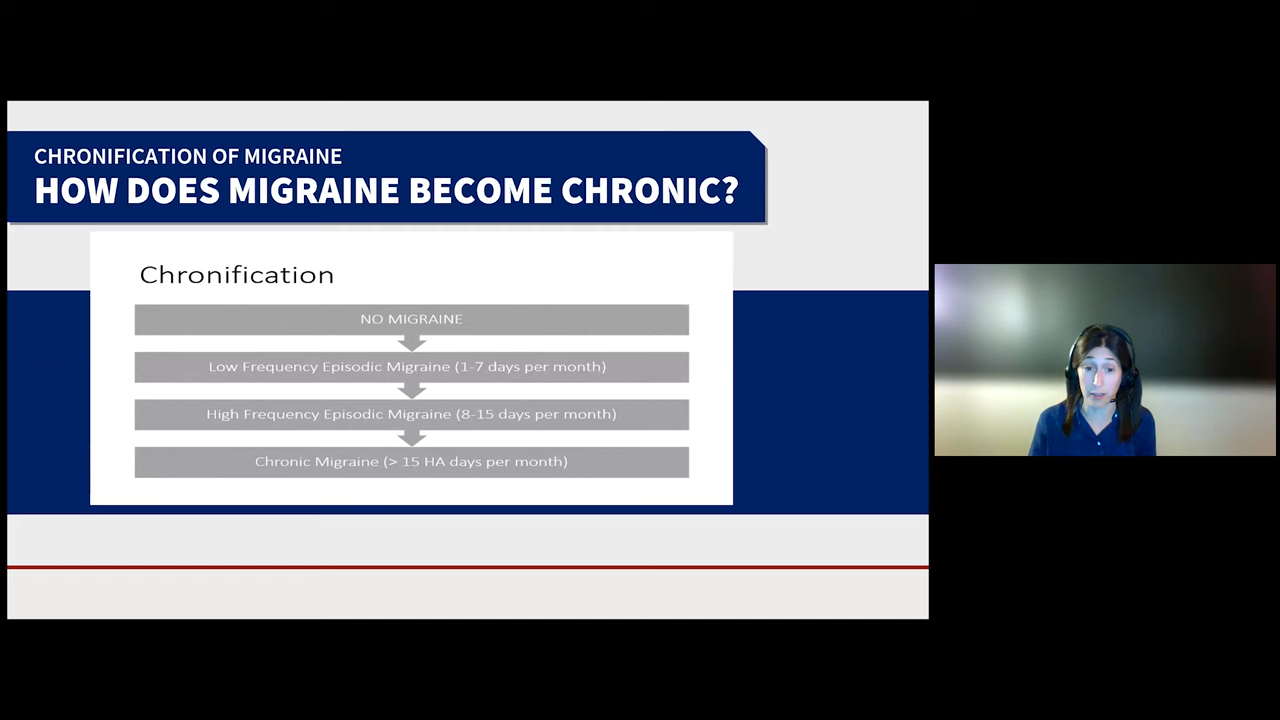 CHRONIFICATION OF MIGRAINE
HOW DOES MIGRAINE BECOME CHRONIC?
Chronification
NO MIGRAINE
Low Frequency Episodic Migraine (1-7 days per month)
High Frequency Episodic Migraine (8-15 days per month)
Chronic Migraine (> 15 HA days per month)